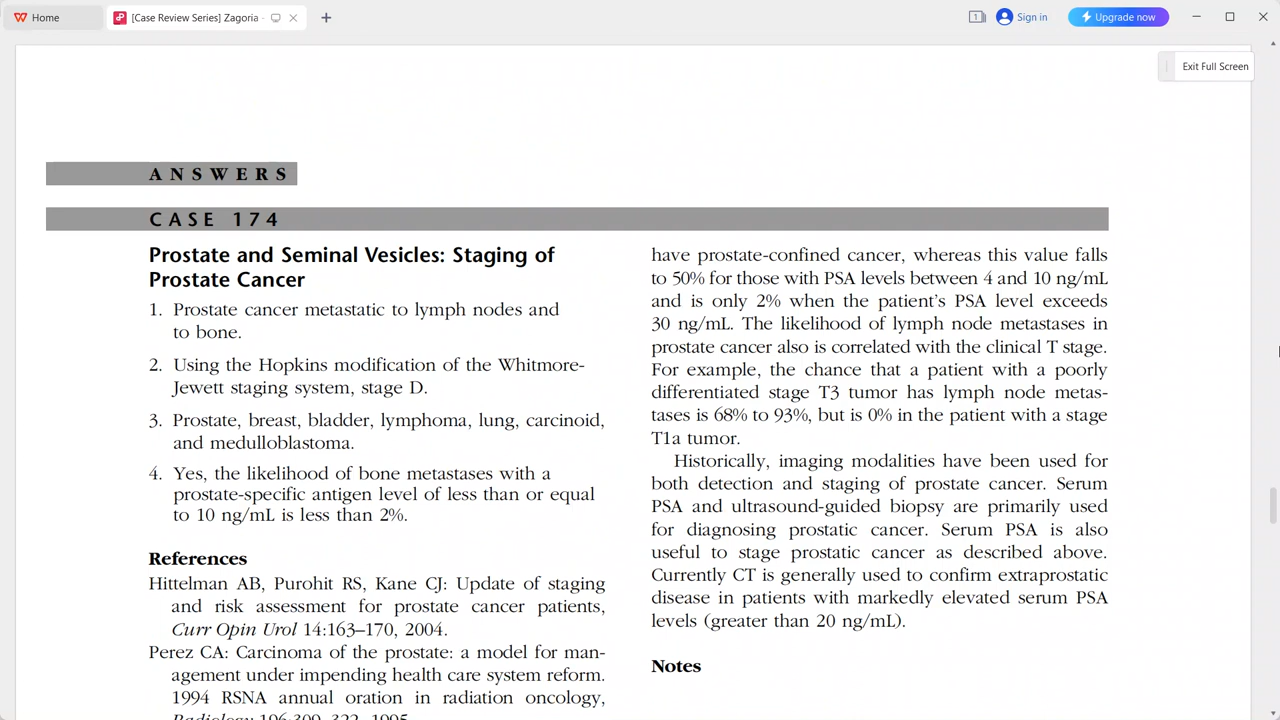 Home
[Case Review Series] Zagoria
1
Sign in
Upgrade now
Exit Full Screen
ANSWERS
CASE 174
Prostate and Seminal Vesicles: Staging of
Prostate Cancer
1. Prostate cancer metastatic to lymph nodes and
to bone.
2. Using the Hopkins modification of the Whitmore-
Jewett staging system, stage D.
3. Prostate, breast, bladder, lymphoma, lung, carcinoid,
and medulloblastoma.
4. Yes, the likelihood of bone metastases with a
prostate-specific antigen level of less than or equal
to 10 ng/mL is less than 2%.
References
Hittelman AB, Purohit RS, Kane CJ: Update of staging
and risk assessment for prostate cancer patients,
Curr Opin Urol 14:163–170, 2004.
Perez CA: Carcinoma of the prostate: a model for man-
agement under impending health care system reform.
1994 RSNA annual oration in radiation oncology,
Radiology 196:309–322, 1995.
have prostate-confined cancer, whereas this value falls
to 50% for those with PSA levels between 4 and 10 ng/mL
and is only 2% when the patient's PSA level exceeds
30 ng/mL. The likelihood of lymph node metastases in
prostate cancer also is correlated with the clinical T stage.
For example, the chance that a patient with a poorly
differentiated stage T3 tumor has lymph node metas-
tases is 68% to 93%, but is 0% in the patient with a stage
T1a tumor.
Historically, imaging modalities have been used for
both detection and staging of prostate cancer. Serum
PSA and ultrasound-guided biopsy are primarily used
for diagnosing prostatic cancer. Serum PSA is also
useful to stage prostatic cancer as described above.
Currently CT is generally used to confirm extraprostatic
disease in patients with markedly elevated serum PSA
levels (greater than 20 ng/mL).
Notes